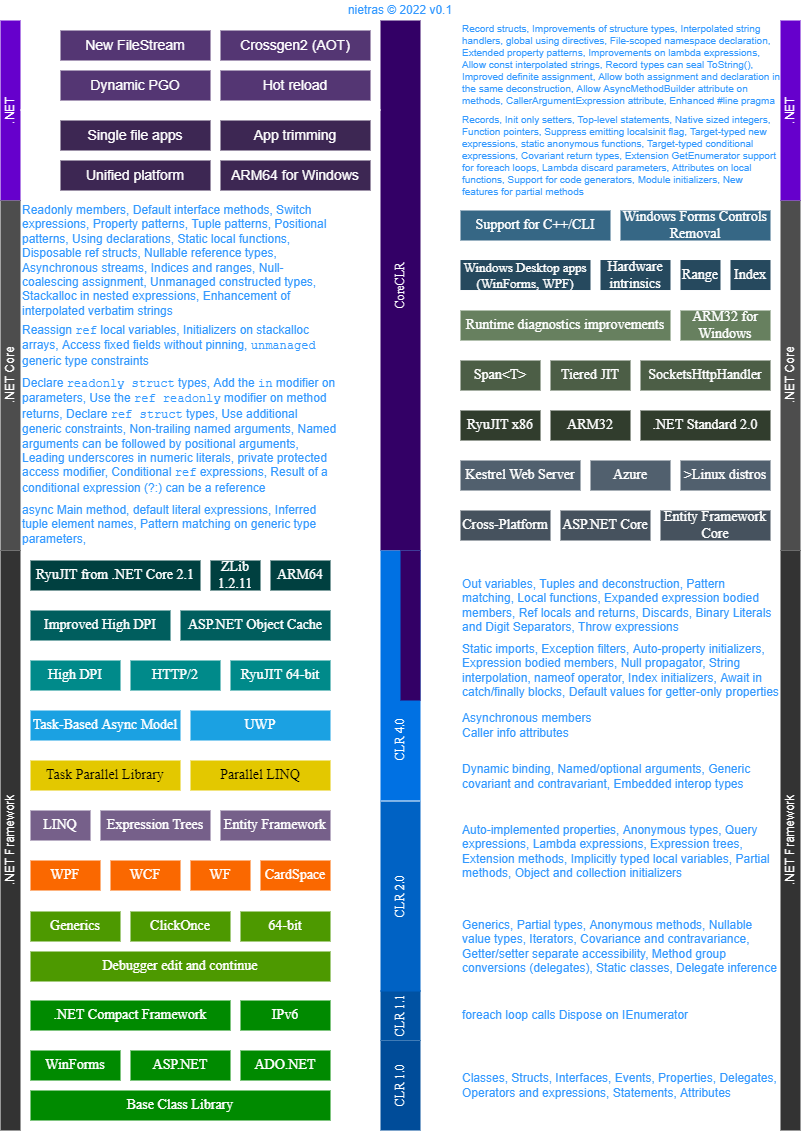 nietras © 2022 v0.1
.NET
.NET Core
.NET Framework
New FileStream
Crossgen2 (AOT)
Dynamic PGO
Hot reload
Single file apps
App trimming
Unified platform
ARM64 for Windows
Readonly members, Default interface methods, Switch
expressions, Property patterns, Tuple patterns, Positional
patterns, Using declarations, Static local functions,
Disposable ref structs, Nullable reference types,
Asynchronous streams, Indices and ranges, Null-
coalescing assignment, Unmanaged constructed types,
Stackalloc in nested expressions, Enhancement of
interpolated verbatim strings
Reassign ref local variables, Initializers on stackalloc
arrays, Access fixed fields without pinning, unmanaged
generic type constraints
Declare readonly struct types, Add the in modifier on
parameters, Use the ref readonly modifier on method
returns, Declare ref struct types, Use additional
generic constraints, Non-trailing named arguments, Named
arguments can be followed by positional arguments,
Leading underscores in numeric literals, private protected
access modifier, Conditional ref expressions, Result of a
conditional expression (?:) can be a reference
async Main method, default literal expressions, Inferred
tuple element names, Pattern matching on generic type
parameters,
RyuJIT from .NET Core 2.1
ZLib
1.2.11
ARM64
Improved High DPI
ASP.NET Object Cache
High DPI
HTTP/2
RyuJIT 64-bit
Task-Based Async Model
UWP
Task Parallel Library
Parallel LINQ
LINQ
Expression Trees
Entity Framework
WPF
WCF
WF
CardSpace
Generics
ClickOnce
64-bit
Debugger edit and continue
.NET Compact Framework
IPv6
WinForms
ASP.NET
ADO.NET
Base Class Library
CoreCLR
CLR 4.0
CLR 2.0
CLR 1.1
CLR 1.0
Record structs, Improvements of structure types, Interpolated string
handlers, global using directives, File-scoped namespace declaration,
Extended property patterns, Improvements on lambda expressions,
Allow const interpolated strings, Record types can seal ToString(),
Improved definite assignment, Allow both assignment and declaration in
the same deconstruction, Allow AsyncMethodBuilder attribute on
methods, CallerArgumentExpression attribute, Enhanced #line pragma
Records, Init only setters, Top-level statements, Native sized integers,
Function pointers, Suppress emitting localsinit flag, Target-typed new
expressions, static anonymous functions, Target-typed conditional
expressions, Covariant return types, Extension GetEnumerator support
for foreach loops, Lambda discard parameters, Attributes on local
functions, Support for code generators, Module initializers, New
features for partial methods
Support for C++/CLI
Windows Forms Controls
Removal
Windows Desktop apps
(WinForms, WPF)
Hardware
intrinsics
Range
Index
Runtime diagnostics improvements
ARM32 for
Windows
Span<T>
Tiered JIT
SocketsHttpHandler
RyuJIT x86
ARM32
.NET Standard 2.0
Kestrel Web Server
Azure
>Linux distros
Cross-Platform
ASP.NET Core
Entity Framework
Core
Out variables, Tuples and deconstruction, Pattern
matching, Local functions, Expanded expression bodied
members, Ref locals and returns, Discards, Binary Literals
and Digit Separators, Throw expressions
Static imports, Exception filters, Auto-property initializers,
Expression bodied members, Null propagator, String
interpolation, nameof operator, Index initializers, Await in
catch/finally blocks, Default values for getter-only properties
Asynchronous members
Caller info attributes
Dynamic binding, Named/optional arguments, Generic
covariant and contravariant, Embedded interop types
Auto-implemented properties, Anonymous types, Query
expressions, Lambda expressions, Expression trees,
Extension methods, Implicitly typed local variables, Partial
methods, Object and collection initializers
Generics, Partial types, Anonymous methods, Nullable
value types, Iterators, Covariance and contravariance,
Getter/setter separate accessibility, Method group
conversions (delegates), Static classes, Delegate inference
foreach loop calls Dispose on IEnumerator
Classes, Structs, Interfaces, Events, Properties, Delegates,
Operators and expressions, Statements, Attributes
.NET
.NET Core
.NET Framework